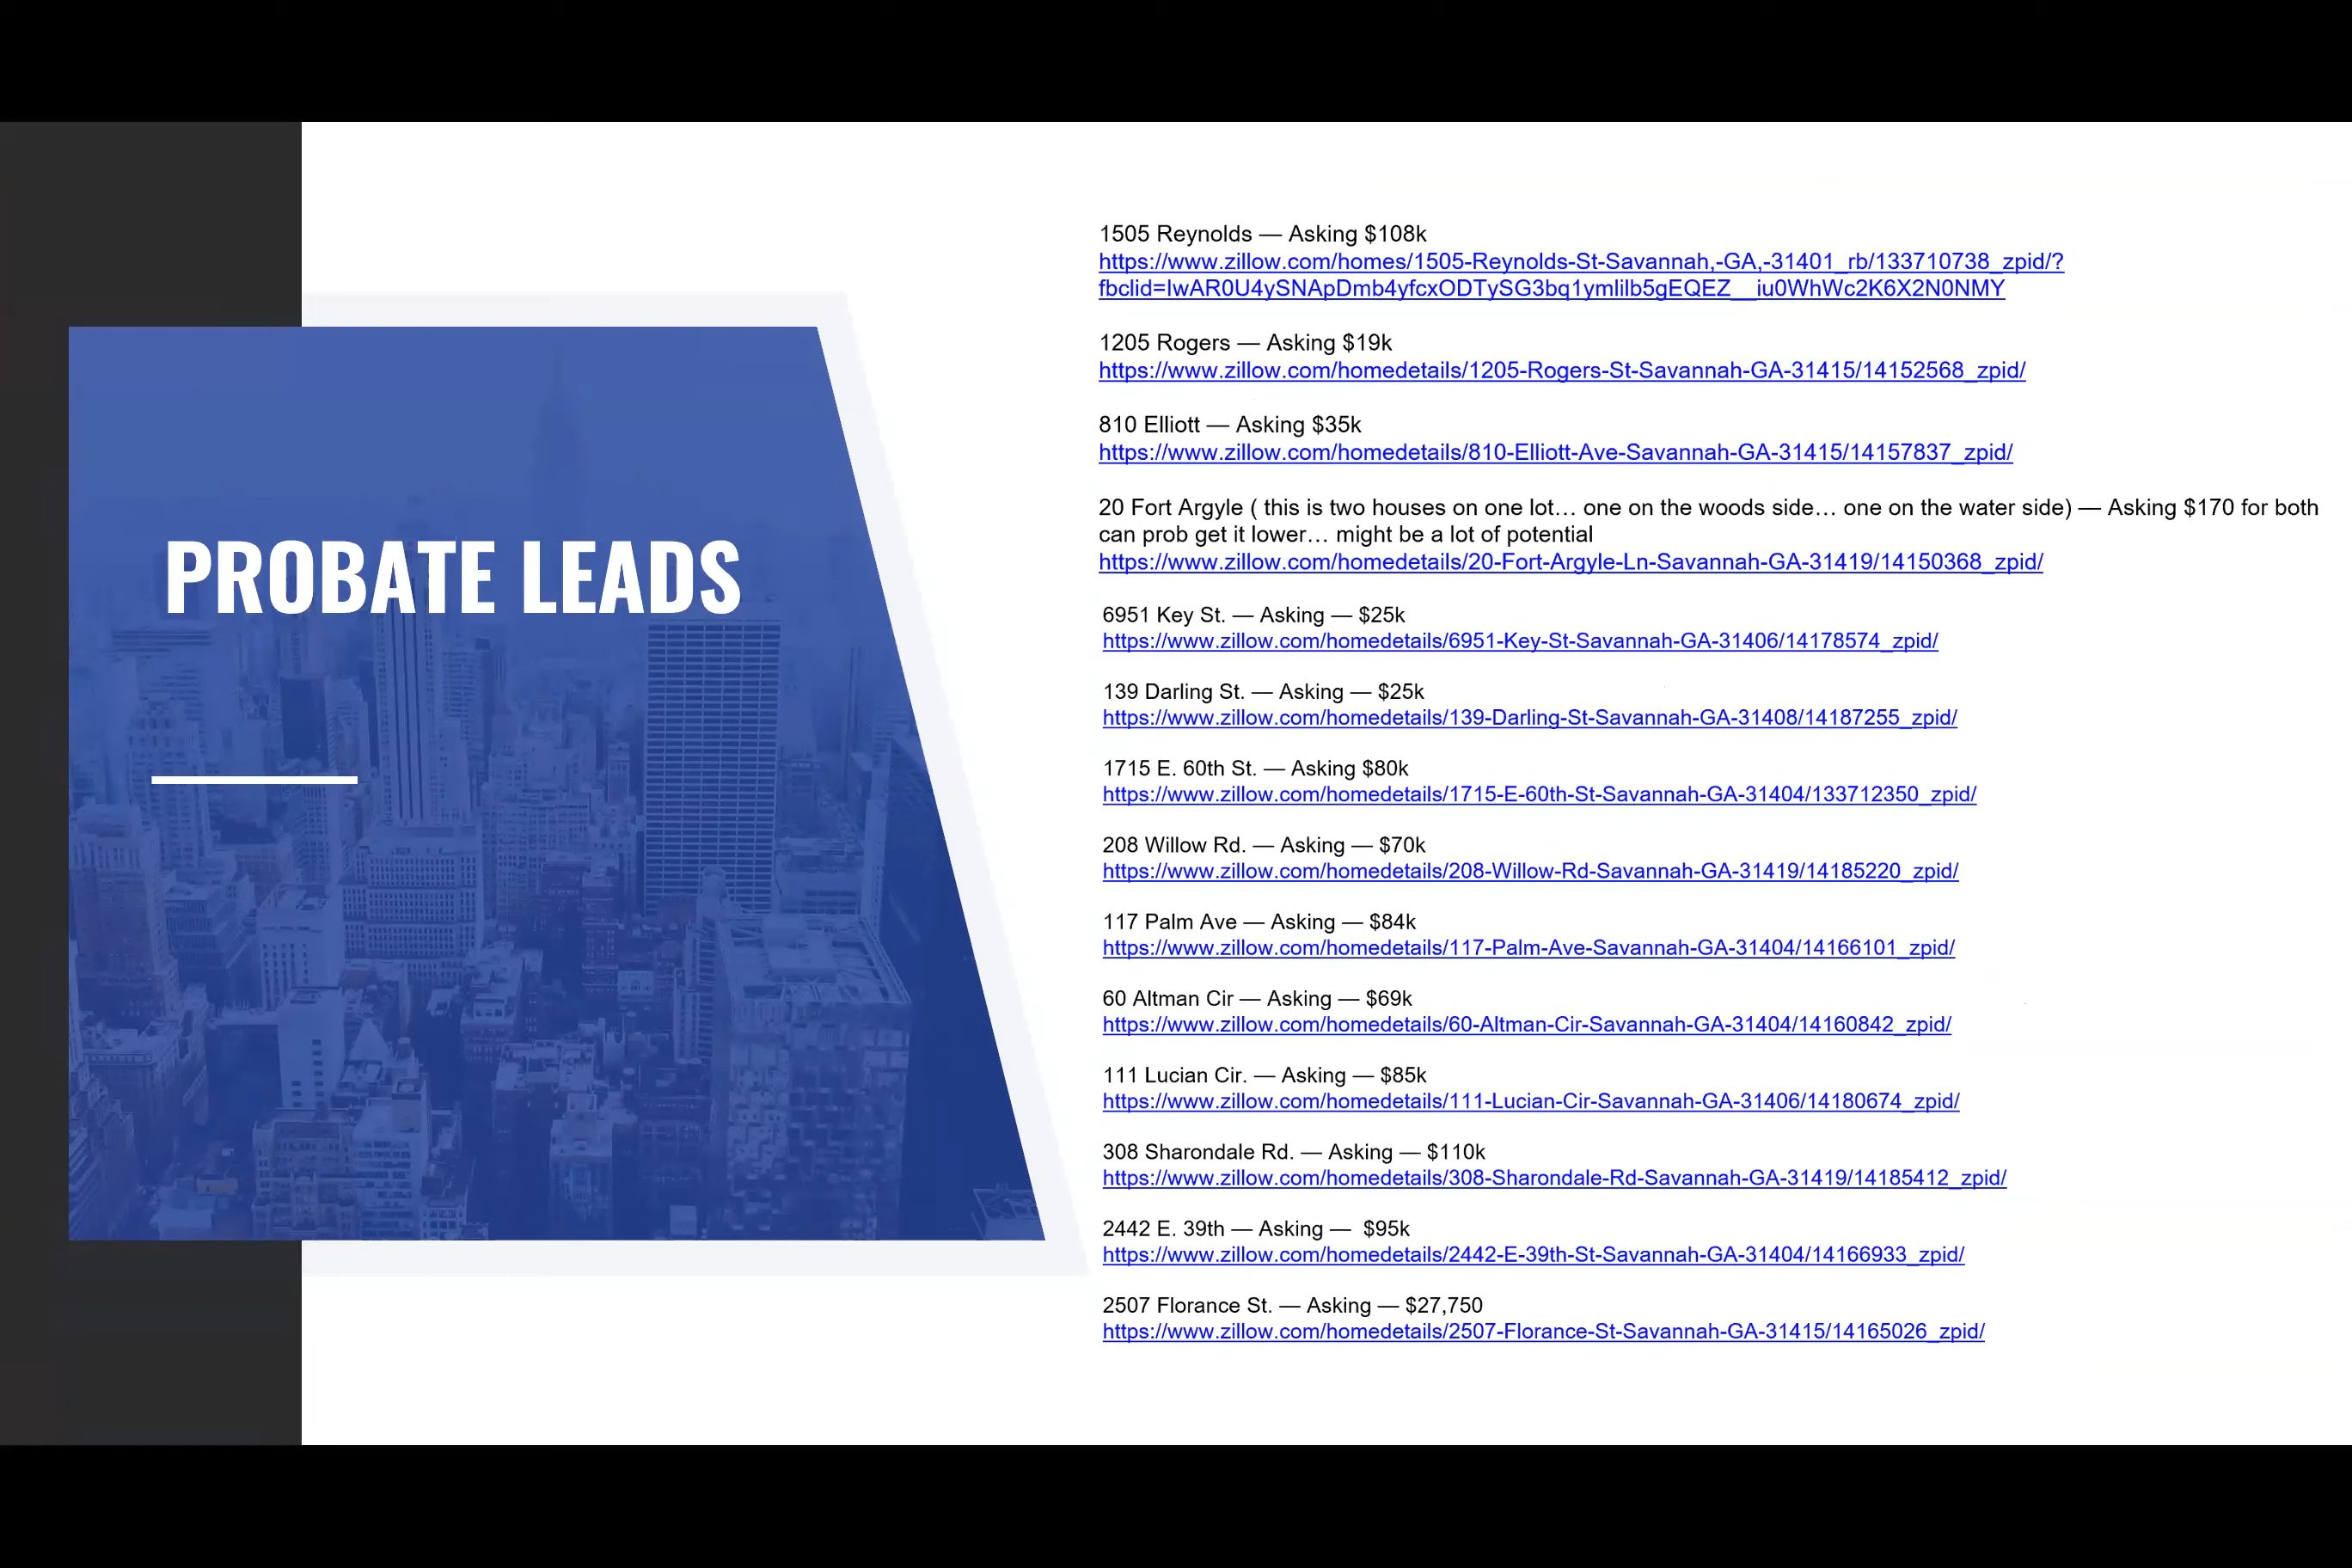 PROBATE LEADS
1505 Reynolds — Asking $108k
https://www.zillow.com/homes/1505-Reynolds-St-Savannah,-GA,-31401_rb/133710738_zpid/?
fbclid=IwAR0U4ySNApDmb4yfcxODTySG3bq1ymlilb5gEQEZ__iu0WhWc2K6X2N0NMY
1205 Rogers — Asking $19k
https://www.zillow.com/homedetails/1205-Rogers-St-Savannah-GA-31415/14152568_zpid/
810 Elliott — Asking $35k
https://www.zillow.com/homedetails/810-Elliott-Ave-Savannah-GA-31415/14157837_zpid/
20 Fort Argyle ( this is two houses on one lot… one on the woods side… one on the water side) — Asking $170 for both
can prob get it lower… might be a lot of potential
https://www.zillow.com/homedetails/20-Fort-Argyle-Ln-Savannah-GA-31419/14150368_zpid/
6951 Key St. — Asking — $25k
https://www.zillow.com/homedetails/6951-Key-St-Savannah-GA-31406/14178574_zpid/
139 Darling St. — Asking — $25k
https://www.zillow.com/homedetails/139-Darling-St-Savannah-GA-31408/14187255_zpid/
1715 E. 60th St. — Asking $80k
https://www.zillow.com/homedetails/1715-E-60th-St-Savannah-GA-31404/133712350_zpid/
208 Willow Rd. — Asking — $70k
https://www.zillow.com/homedetails/208-Willow-Rd-Savannah-GA-31419/14185220_zpid/
117 Palm Ave — Asking — $84k
https://www.zillow.com/homedetails/117-Palm-Ave-Savannah-GA-31404/14166101_zpid/
60 Altman Cir — Asking — $69k
https://www.zillow.com/homedetails/60-Altman-Cir-Savannah-GA-31404/14160842_zpid/
111 Lucian Cir. — Asking — $85k
https://www.zillow.com/homedetails/111-Lucian-Cir-Savannah-GA-31406/14180674_zpid/
308 Sharondale Rd. — Asking — $110k
https://www.zillow.com/homedetails/308-Sharondale-Rd-Savannah-GA-31419/14185412_zpid/
2442 E. 39th — Asking — $95k
https://www.zillow.com/homedetails/2442-E-39th-St-Savannah-GA-31404/14166933_zpid/
2507 Florance St. — Asking — $27,750
https://www.zillow.com/homedetails/2507-Florance-St-Savannah-GA-31415/14165026_zpid/